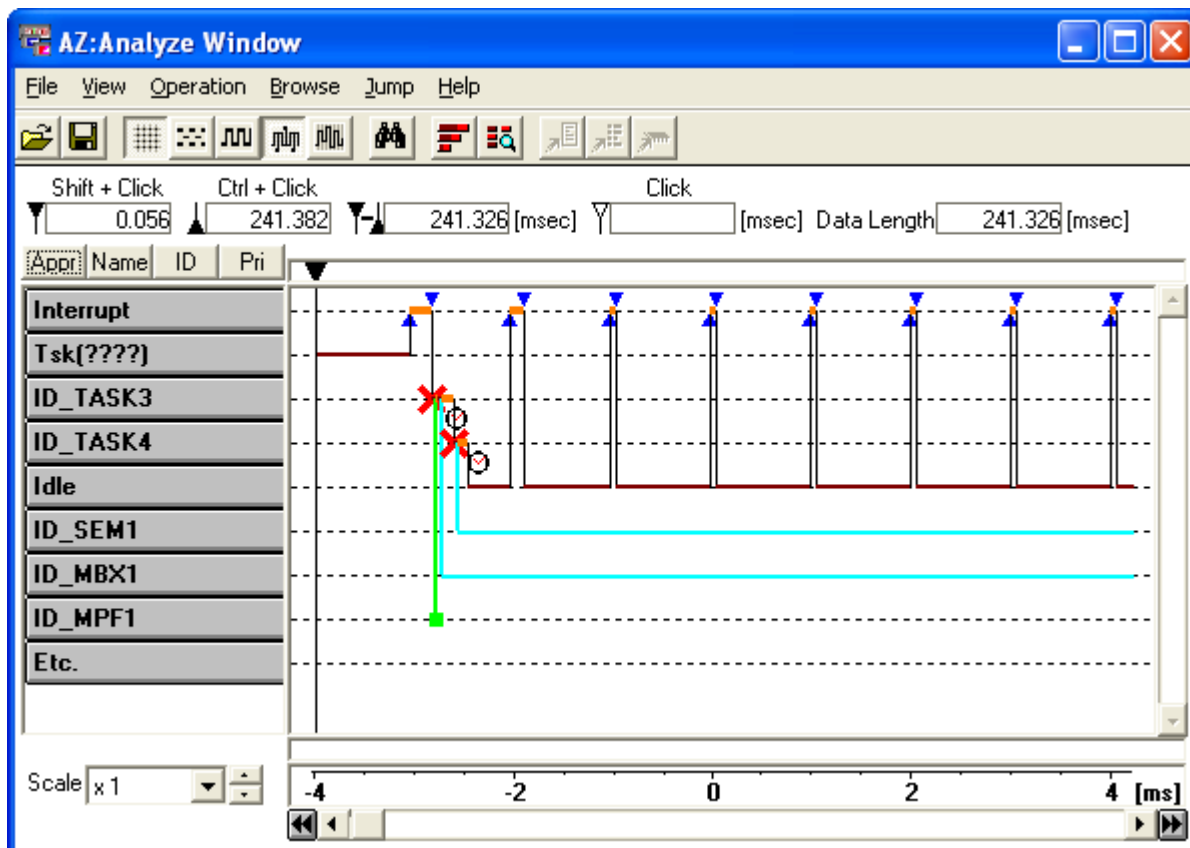 AZ:Analyze Window
File View Operation Browse Jump Help
Shift + Click Ctrl + Click Click
0.056 241.382 241.326 [msec] [msec] Data Length 241.326 [msec]
Appr Name ID Pri
Interrupt
Tsk(????)
ID_TASK3
ID_TASK4
Idle
ID_SEM1
ID_MBX1
ID_MPF1
Etc.
Scale x 1
-4 -2 0 2 4 [ms]